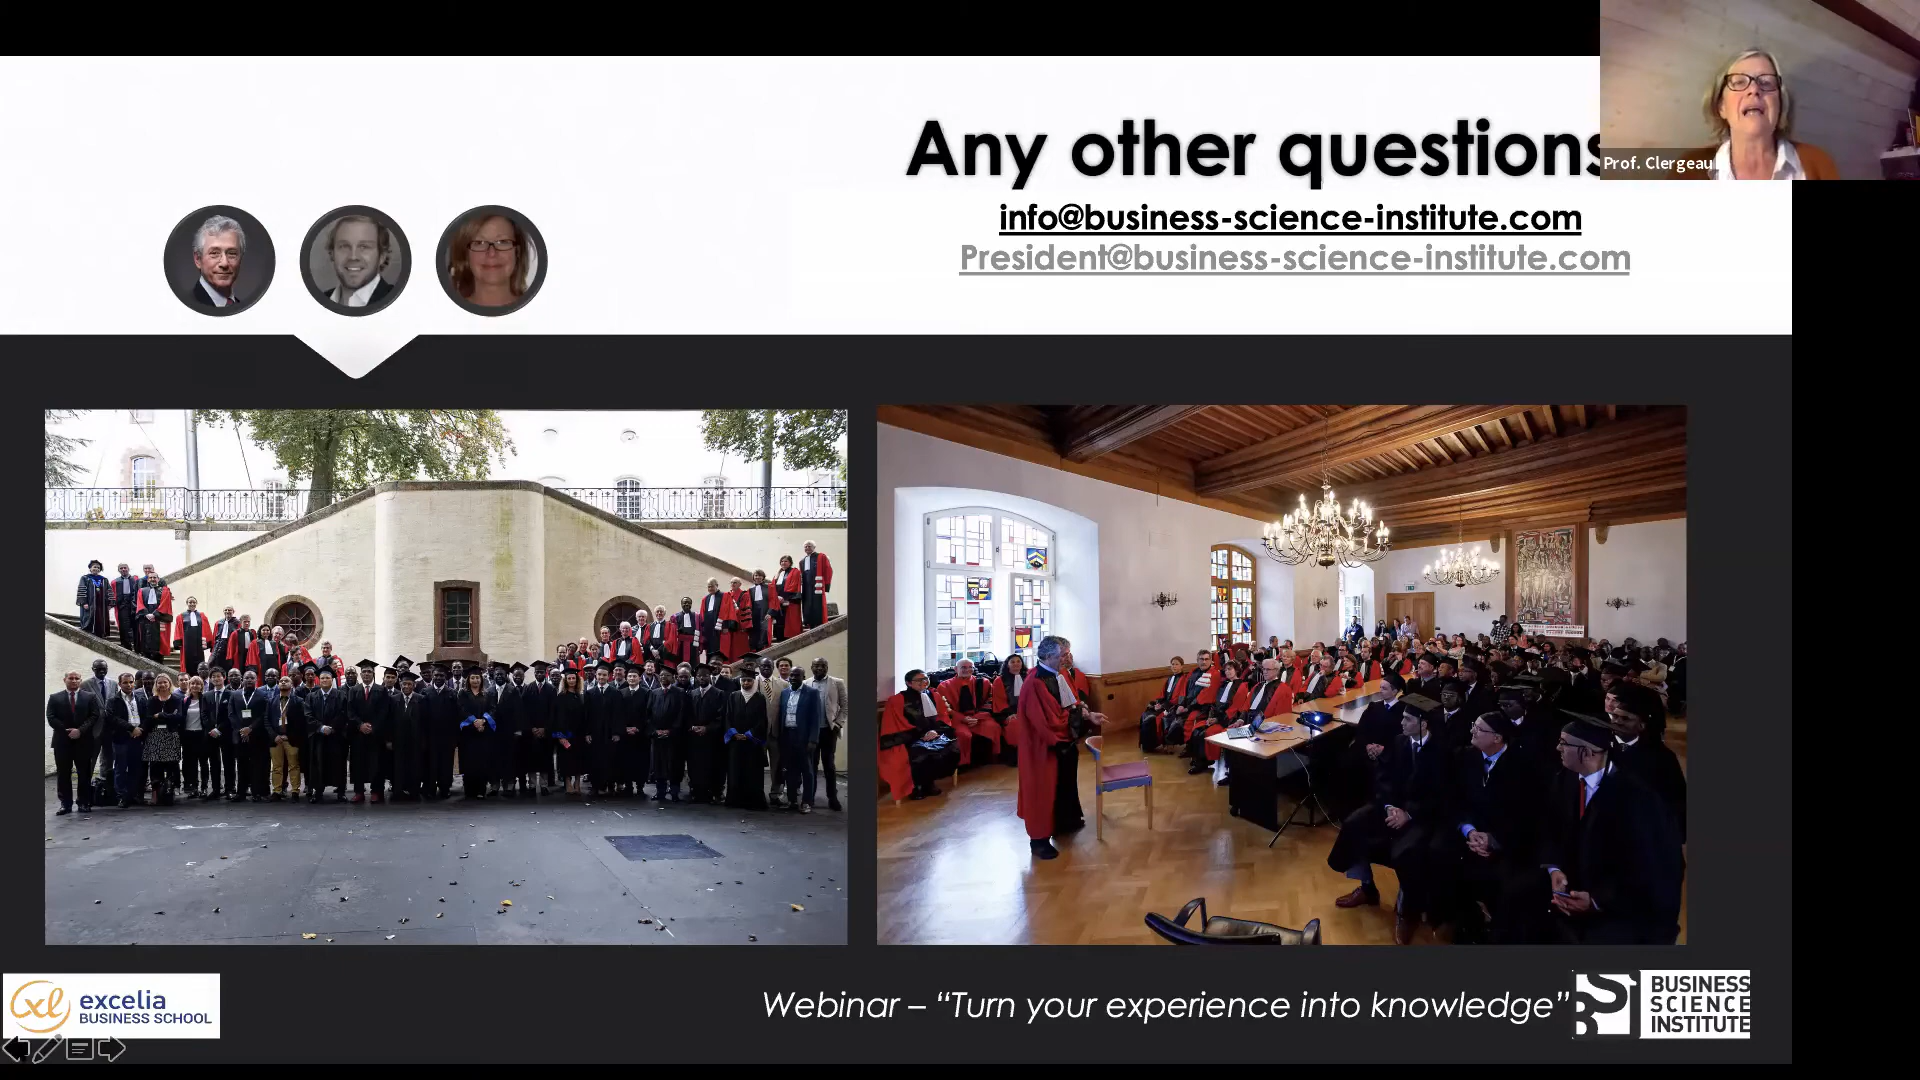 Any other questions
Prof. Clergeau
info@business-science-institute.com
President@business-science-institute.com
excelia
BUSINESS SCHOOL
Webinar – “Turn your experience into knowledge”
BUSINESS
SCIENCE
INSTITUTE